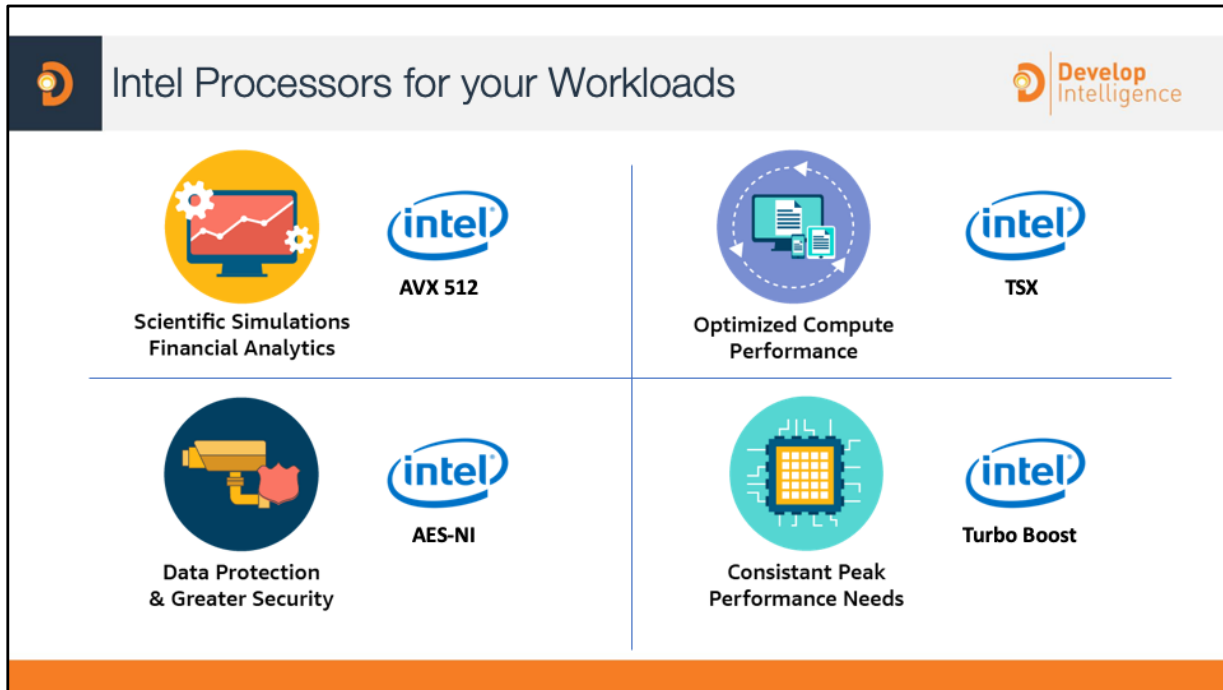 Intel Processors for your Workloads
Develop
Intelligence
intel
AVX 512
Scientific Simulations
Financial Analytics
intel
TSX
Optimized Compute
Performance
intel
AES-NI
Data Protection
& Greater Security
intel
Turbo Boost
Consistant Peak
Performance Needs